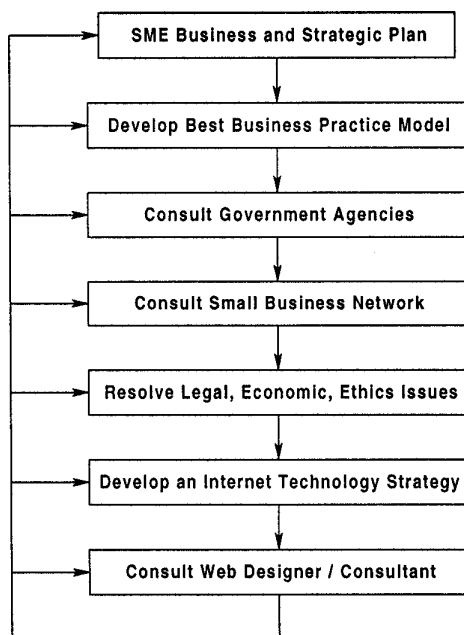 SME Business and Strategic Plan
Develop Best Business Practice Model
Consult Government Agencies
Consult Small Business Network
Resolve Legal, Economic, Ethics Issues
Develop an Internet Technology Strategy
Consult Web Designer / Consultant